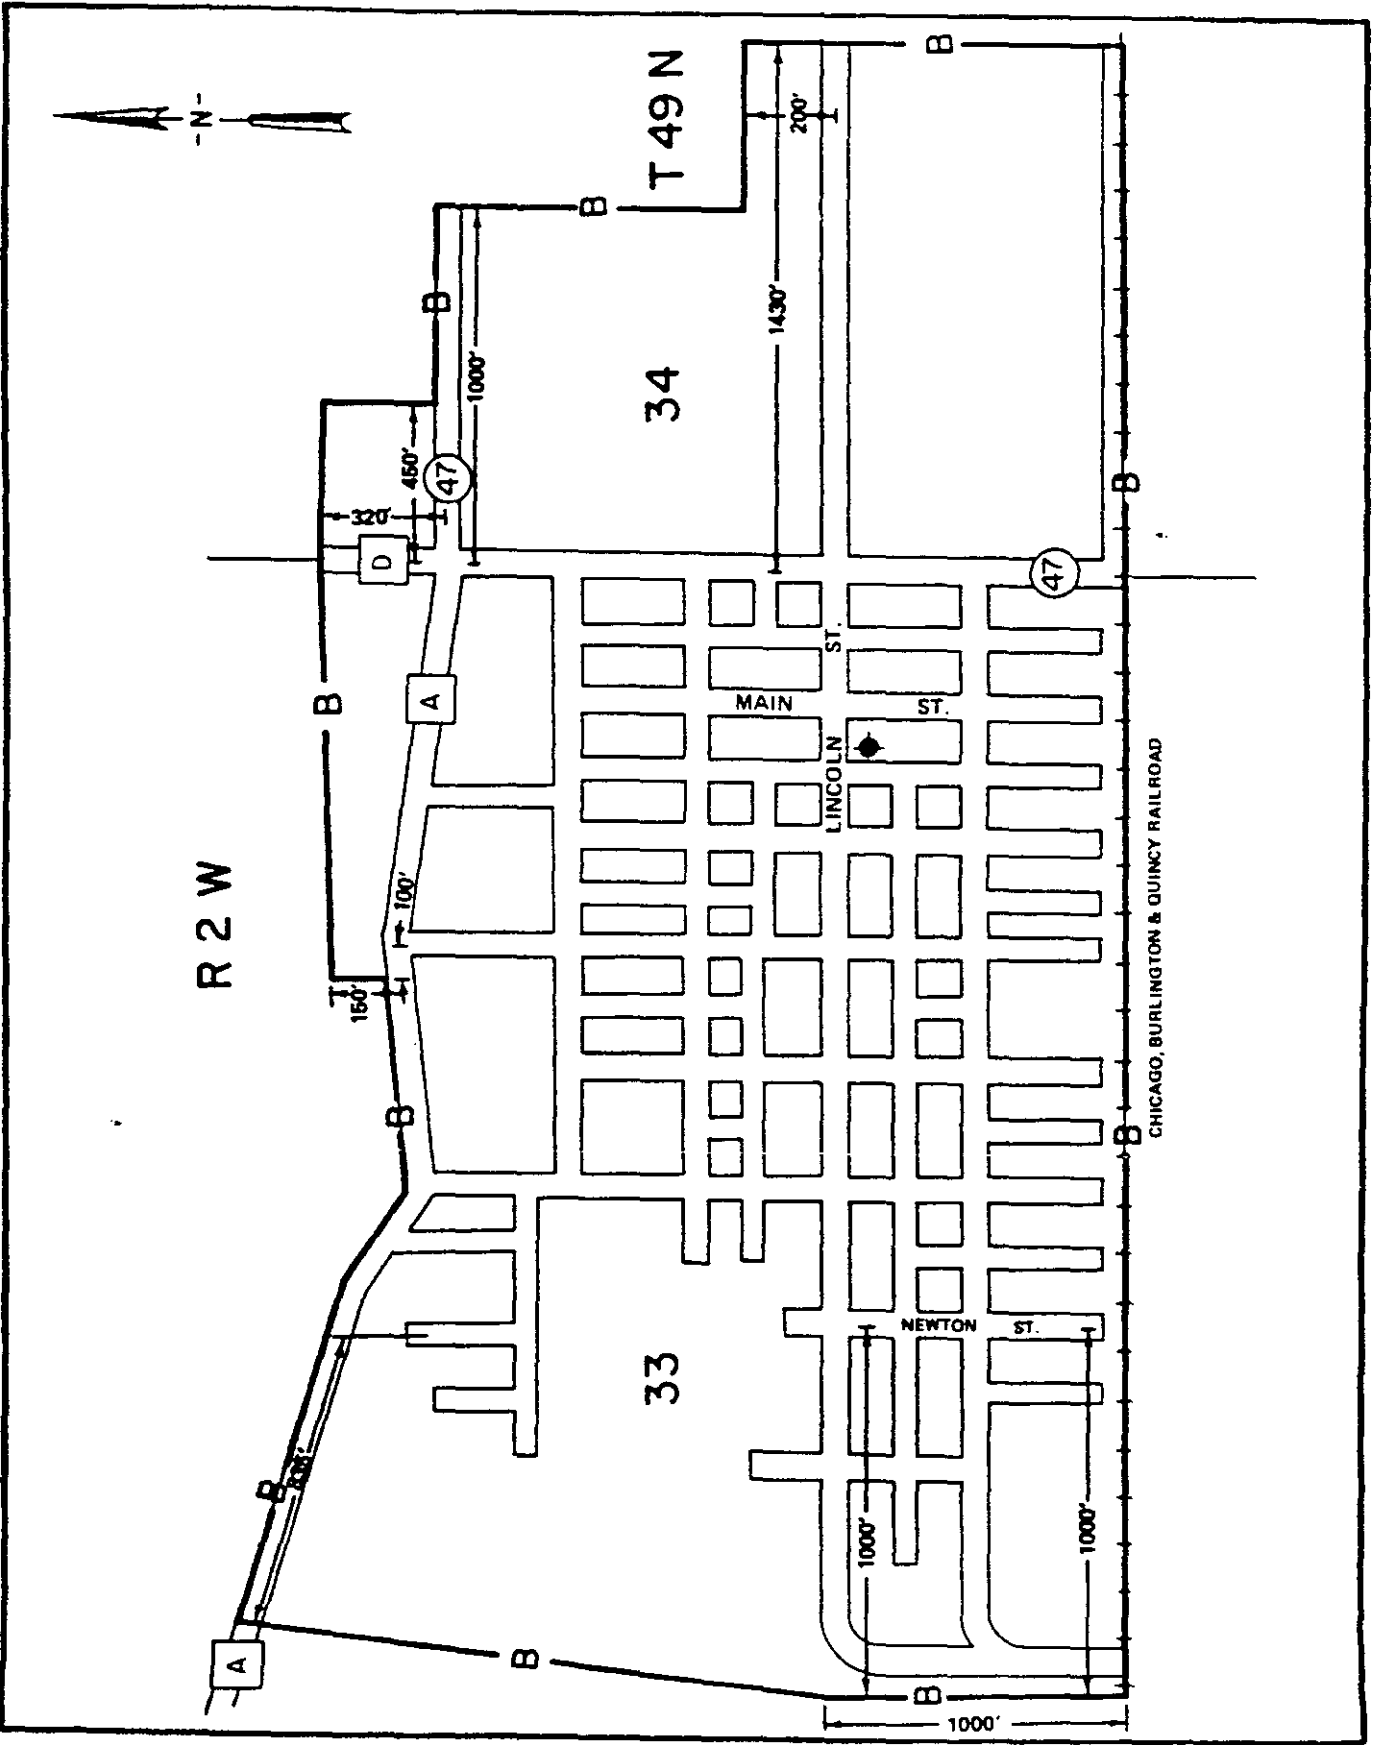 - N -
T 49 N
R 2 W
B
200'
B
B
1000'
1430'
34
450'
47
320'
D
B
47
B
A
MAIN
ST.
ST.
LINCOLN
100'
150'
B
CHICAGO, BURLINGTON & QUINCY RAILROAD
B
NEWTON
ST.
33
B
1000'
1000'
A
B
B
1000'